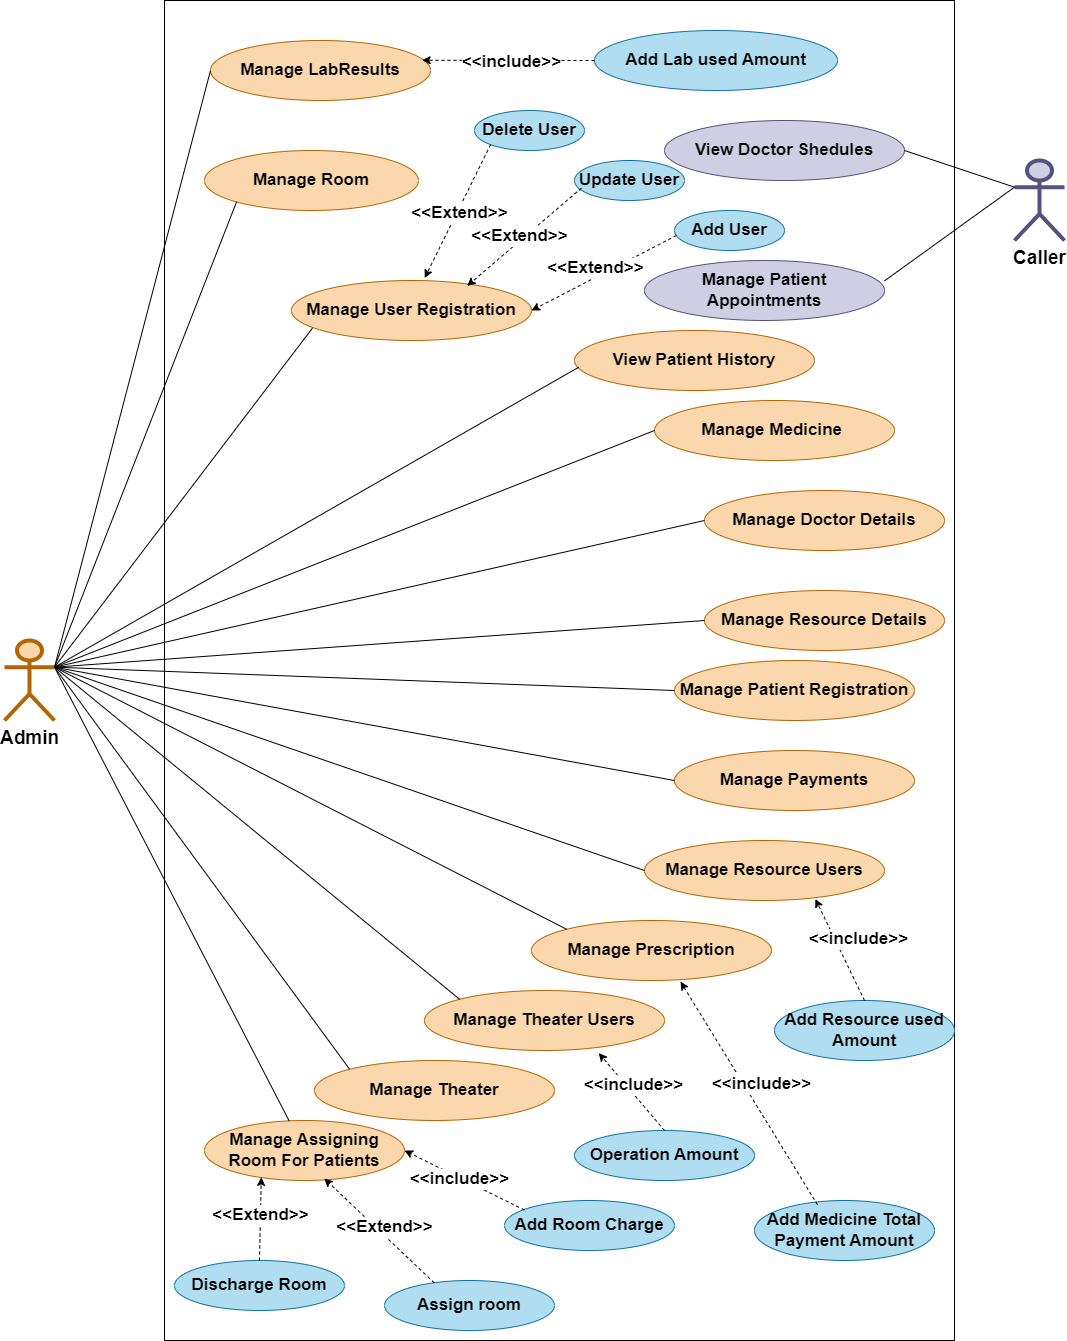 Manage LabResults
<<include>>
Add Lab used Amount
Delete User
View Doctor Shedules
Manage Room
Update User
<<Extend>>
<<Extend>>
Add User
Caller
<<Extend>>
Manage Patient
Appointments
Manage User Registration
View Patient History
Manage Medicine
Manage Doctor Details
Manage Resource Details
Manage Patient Registration
Admin
Manage Payments
Manage Resource Users
<<include>>
Manage Prescription
Manage Theater Users
Add Resource used
Amount
<<include>>
<<include>>
Manage Theater
Manage Assigning
Room For Patients
Operation Amount
<<include>>
<<Extend>>
<<Extend>>
Add Room Charge
Add Medicine Total
Payment Amount
Discharge Room
Assign room